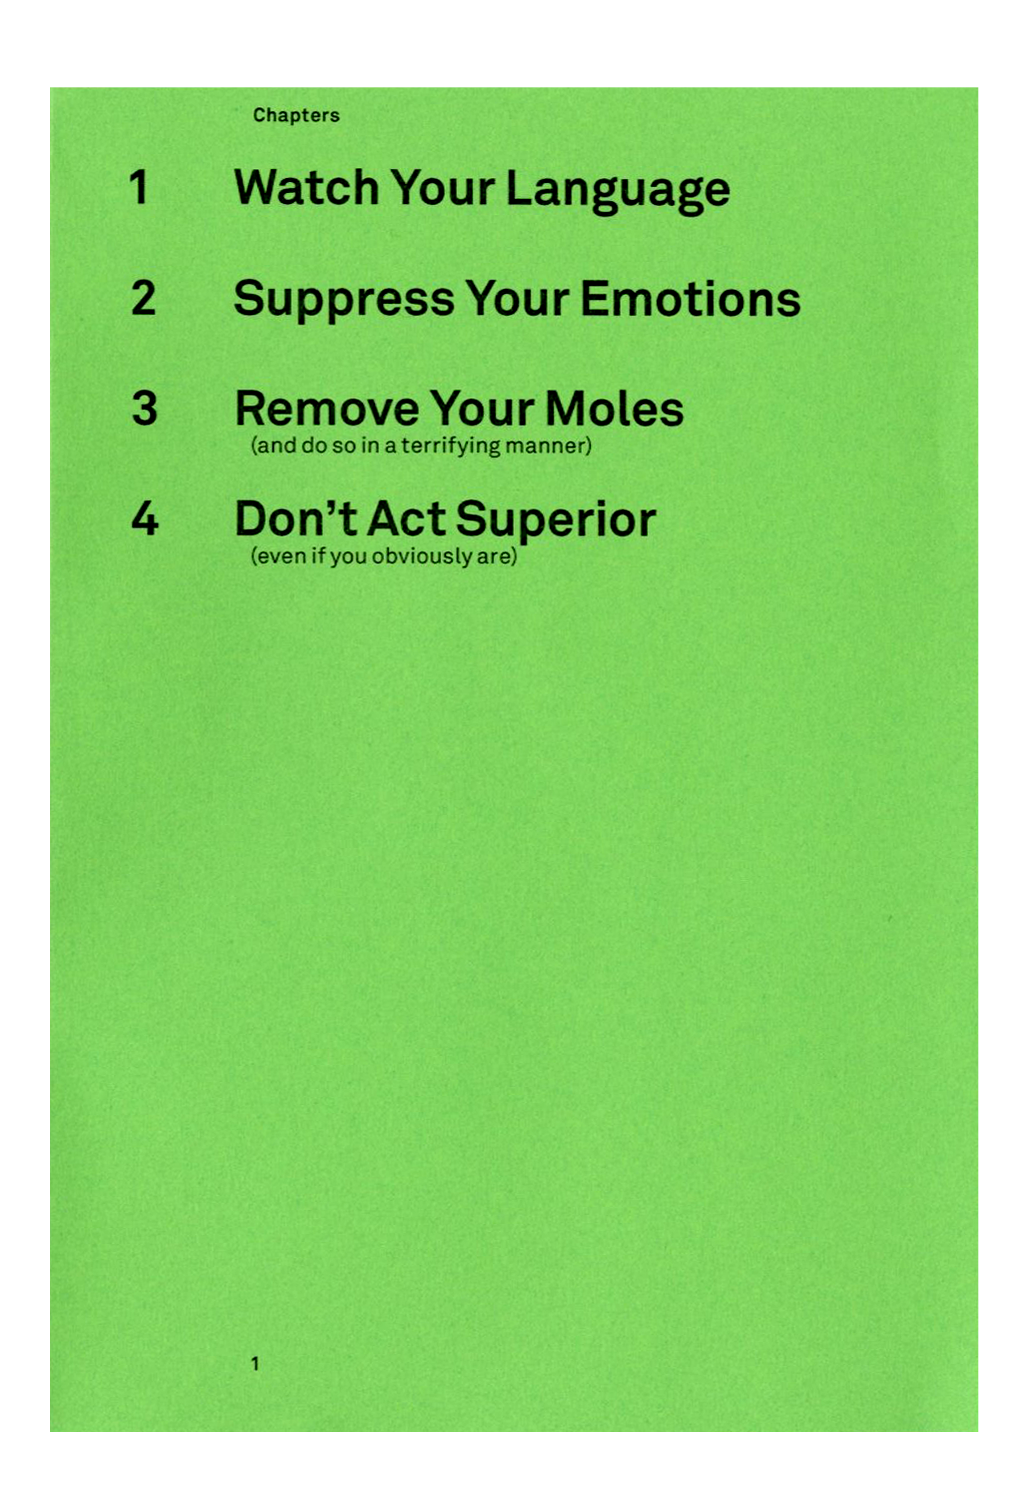 Chapters
1 Watch Your Language
2 Suppress Your Emotions
3 Remove Your Moles
(and do so in a terrifying manner)
4 Don’t Act Superior
(even if you obviously are)
1